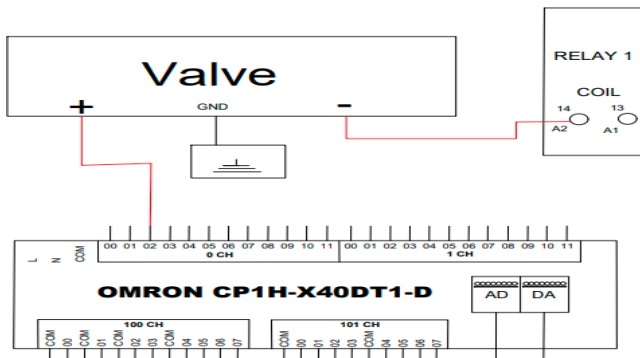 RELAY 1
Valve
COIL
+ GND -
14 13
A2 A1
00 01 02 03 04 05 06 07 08 09 10 11 00 01 02 03 04 05 06 07 08 09 10 11
L N COM
0 CH 1 CH
OMRON CP1H-X40DT1-D
AD DA
100 CH 101 CH
COM 00 COM 01 COM 02 03 COM 04 05 06 07 COM 00 01 02 03 COM 04 05 06 07